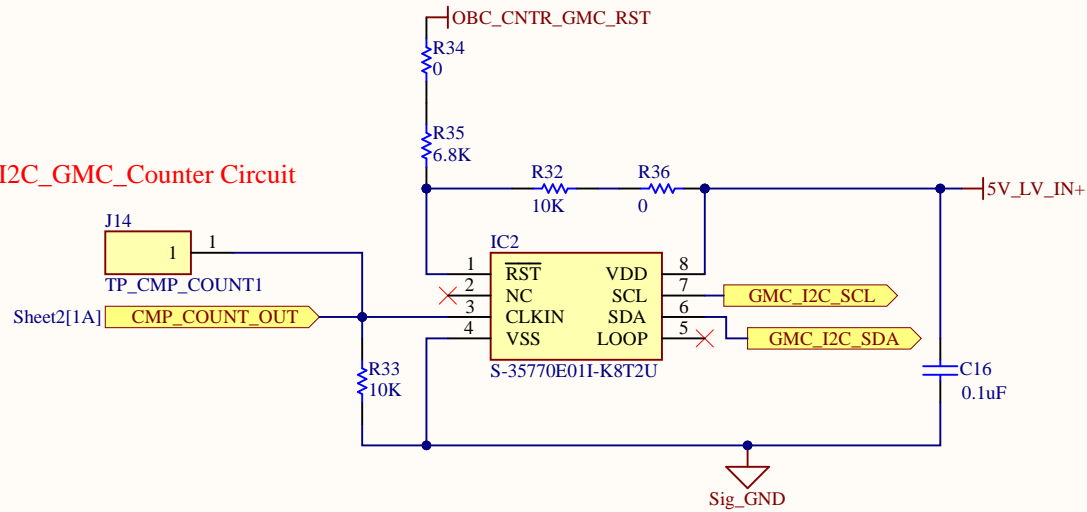 OBC_CNTR_GMC_RST
R34
0
R35
6.8K
I2C_GMC_Counter Circuit
R32
R36
10K
0
5V_LV_IN+
J14
1
1
TP_CMP_COUNT1
IC2
1
RST
VDD
8
2
NC
SCL
7
GMC_I2C_SCL
Sheet2[1A]
CMP_COUNT_OUT
3
CLKIN
SDA
6
4
VSS
LOOP
5
GMC_I2C_SDA
S-35770E01I-K8T2U
R33
10K
C16
0.1uF
Sig_GND